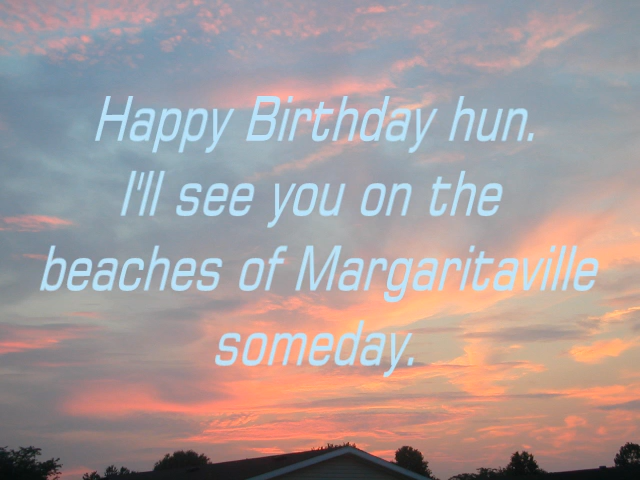 Happy Birthday hun.
I'll see you on the
beaches of Margaritaville
someday.